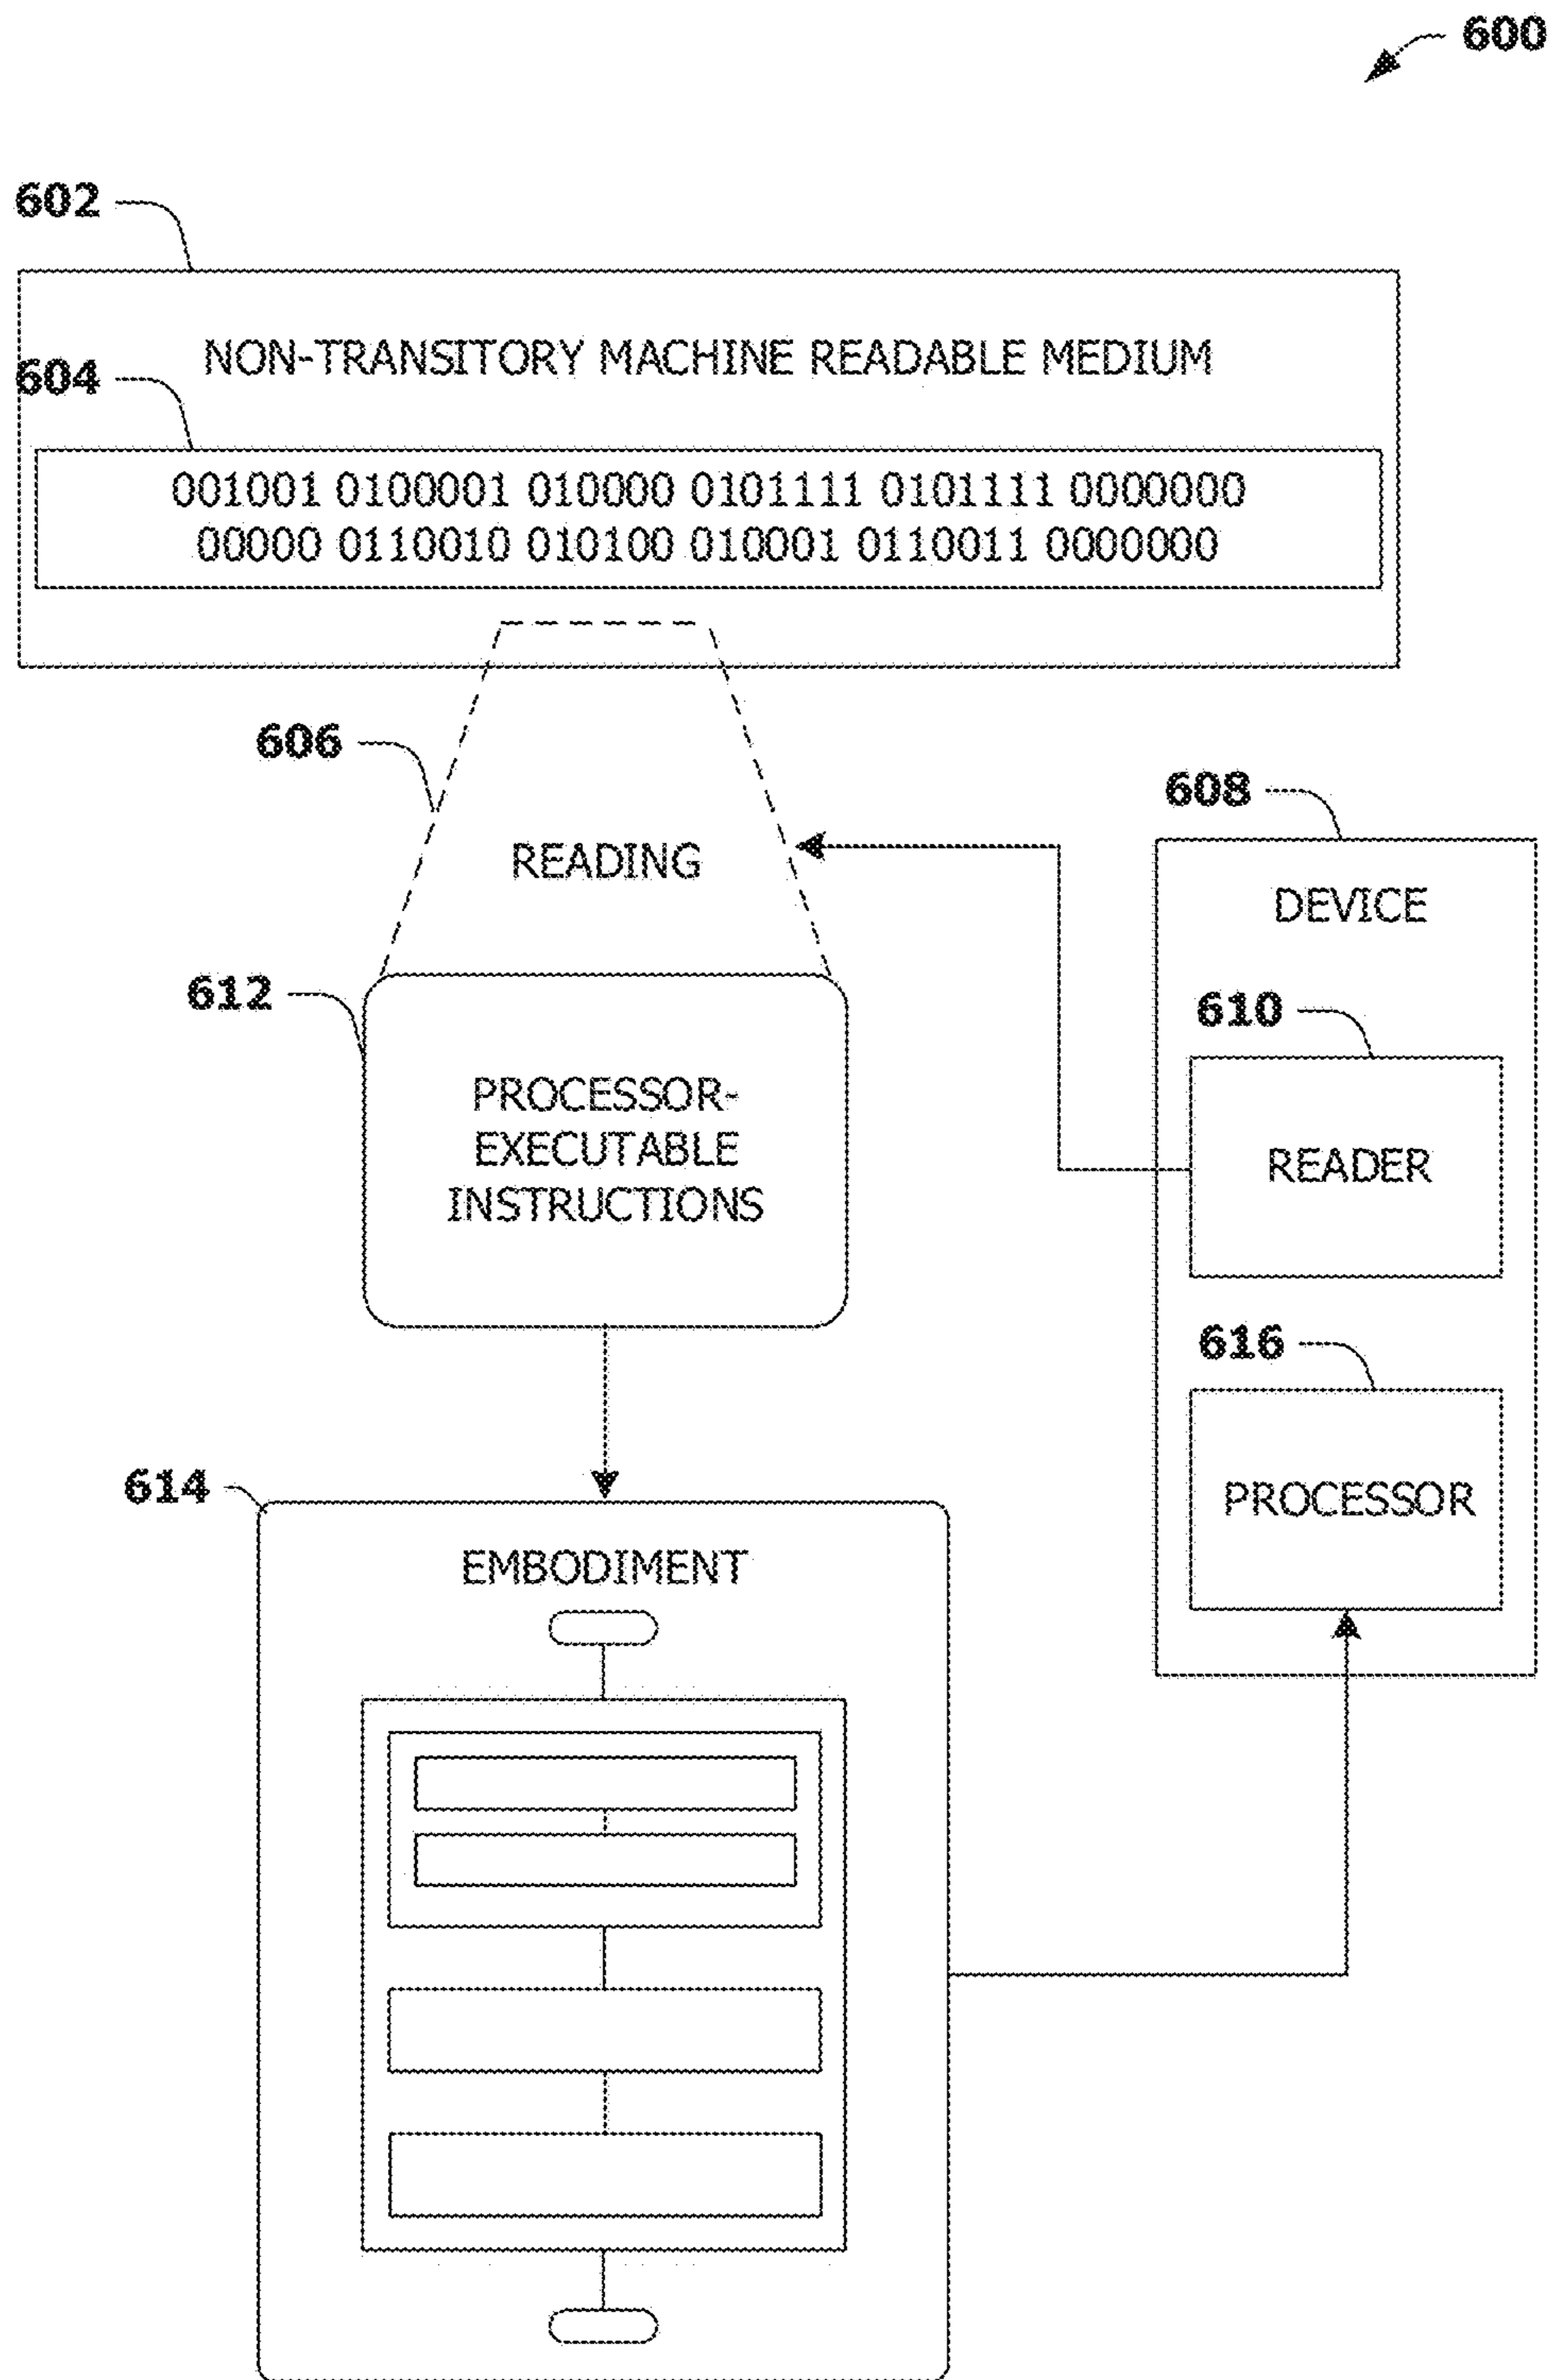 600
602
NON-TRANSITORY MACHINE READABLE MEDIUM
604
001001 0100001 010000 0101111 0101111 0000000
00000 0110010 010100 010001 0110011 0000000
606
READING
608
DEVICE
610
READER
612
PROCESSOR-
EXECUTABLE
INSTRUCTIONS
616
PROCESSOR
614
EMBODIMENT